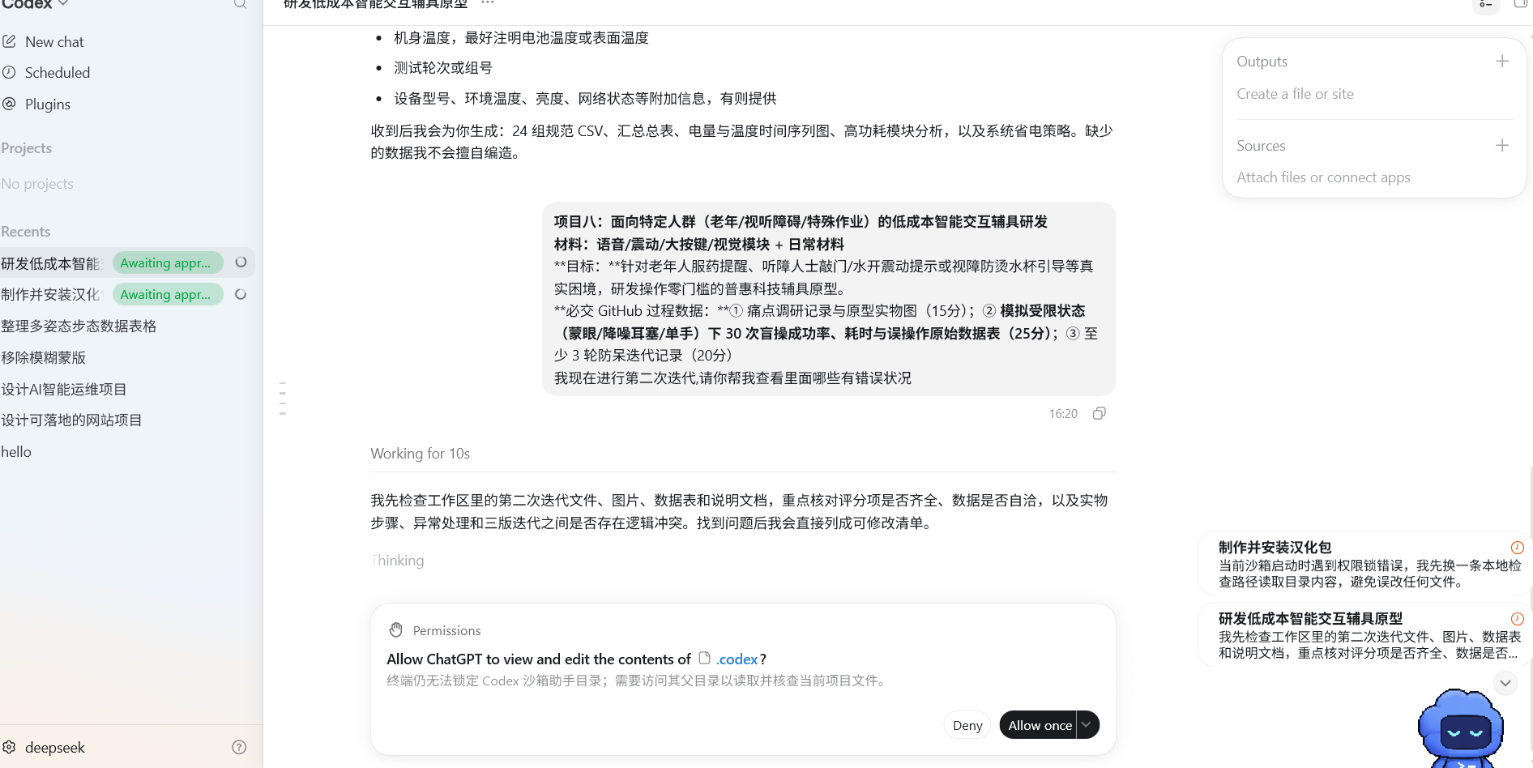 Codex
New chat
Scheduled
Plugins
Projects
No projects
Recents
研发低成本智能 Awaiting appr...
制作并安装汉化 Awaiting appr...
整理多姿态步态数据表格
移除模糊蒙版
设计AI智能运维项目
设计可落地的网站项目
hello
deepseek
研发低成本智能交互辅具原型 ···
• 机身温度，最好注明电池温度或表面温度
• 测试轮次或组号
• 设备型号、环境温度、亮度、网络状态等附加信息，有则提供
收到后我会为你生成：24 组规范 CSV、汇总总表、电量与温度时间序列图、高功耗模块分析，以及系统省电策略。缺少
的数据我不会擅自编造。
项目八：面向特定人群（老年/视听障碍/特殊作业）的低成本智能交互辅具研发
材料：语音/震动/大按键/视觉模块 + 日常材料
**目标：**针对老年人服药提醒、听障人士敲门/水开震动提示或视障防烫水杯引导等真
实困境，研发操作零门槛的普惠科技辅具原型。
**必交 GitHub 过程数据：**① 痛点调研记录与原型实物图（15分）；② 模拟受限状态
（蒙眼/降噪耳塞/单手）下 30 次盲操成功率、耗时与误操作原始数据表（25分）；③ 至
少 3 轮防呆迭代记录（20分）
我现在进行第二次迭代,请你帮我查看里面哪些有错误状况
16:20
Working for 10s
我先检查工作区里的第二次迭代文件、图片、数据表和说明文档，重点核对评分项是否齐全、数据是否自洽，以及实物
步骤、异常处理和三版迭代之间是否存在逻辑冲突。找到问题后我会直接列成可修改清单。
Thinking
Permissions
Allow ChatGPT to view and edit the contents of .codex?
终端仍无法锁定 Codex 沙箱助手目录；需要访问其父目录以读取并核查当前项目文件。
Deny Allow once
Outputs
Create a file or site
Sources
Attach files or connect apps
制作并安装汉化包
当前沙箱启动时遇到权限锁错误，我先换一条本地检
查路径读取目录内容，避免误改任何文件。
研发低成本智能交互辅具原型
我先检查工作区里的第二次迭代文件、图片、数据表
和说明文档，重点核对评分项是否齐全、数据是否...